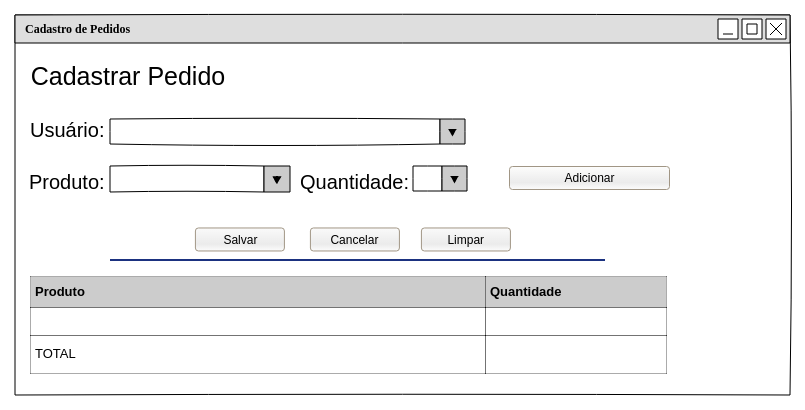 Cadastro de Pedidos
Cadastrar Pedido
Usuário:
Produto: Quantidade: Adicionar
Salvar Cancelar Limpar
Produto Quantidade
TOTAL